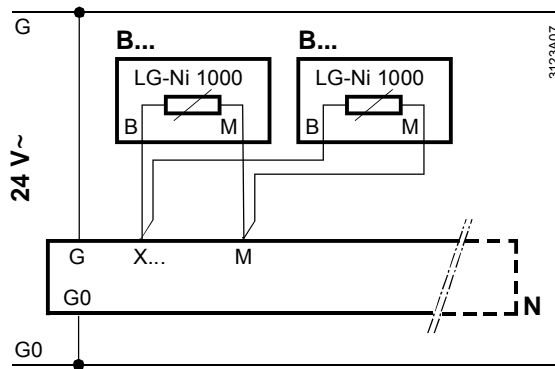 G
B... B...
3123A07
LG-Ni 1000 LG-Ni 1000
B M B M
24 V~
G X... M
G0
N
G0